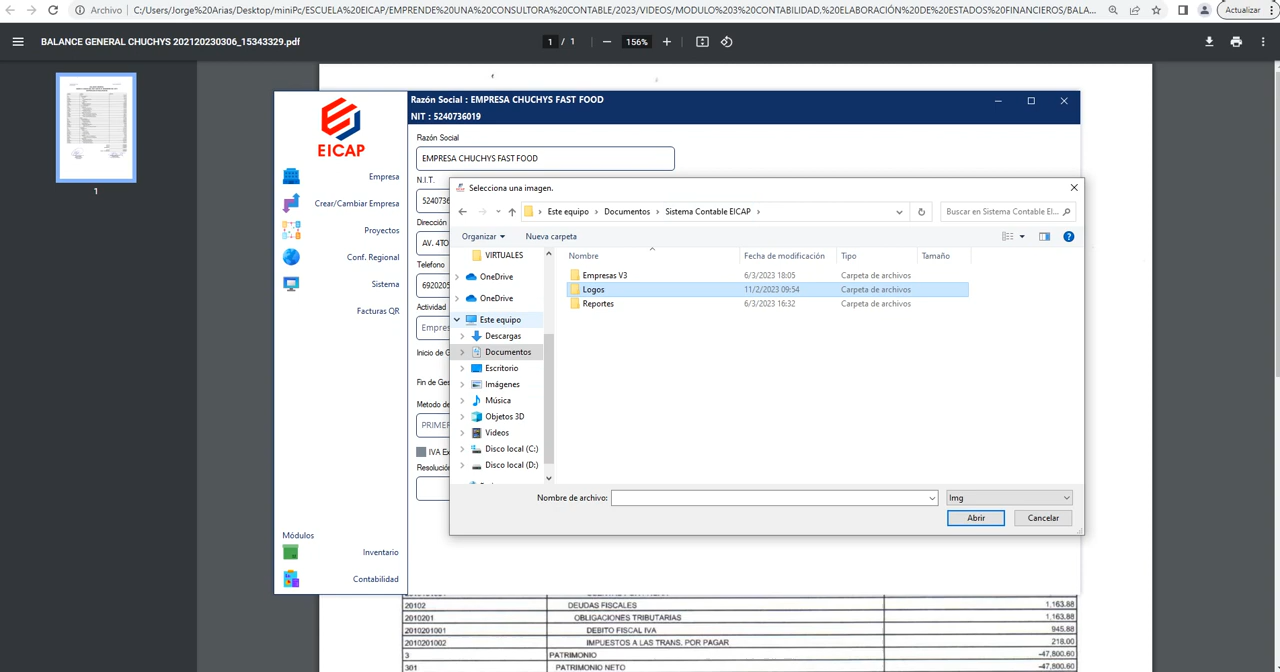 Archivo
C:/Users/Jorge%20Arias/Desktop/miniPc/ESCUELA%20EICAP/EMPRENDE%20UNA%20CONSULTORA%20CONTABLE/2023/VIDEOS/MODULO%203%20CONTABILIDAD.%20ELABORACIÓN%20DE%20ESTADOS%20FINANCIEROS/BALA...
Actualizar
BALANCE GENERAL CHUCHYS 202120230306_15343329.pdf
1 / 1
156%
1
EICAP
Empresa
Crear/Cambiar Empresa
Proyectos
Conf. Regional
Sistema
Facturas QR
Módulos
Inventario
Contabilidad
Razón Social : EMPRESA CHUCHYS FAST FOOD
NIT : 5240736019
Razón Social
EMPRESA CHUCHYS FAST FOOD
N.I.T.
524073
Dirección
AV. 4TO
Telefono
692020
Actividad
Empres
Inicio de G
Fin de Ges
Metodo de
PRIMER
IVA Ex
Resolució
Selecciona una imagen.
Este equipo > Documentos > Sistema Contable EICAP >
Buscar en Sistema Contable EI...
Organizar
Nueva carpeta
VIRTUALES
OneDrive
OneDrive
Este equipo
Descargas
Documentos
Escritorio
Imágenes
Música
Objetos 3D
Videos
Disco local (C:)
Disco local (D:)
Nombre Fecha de modificación Tipo Tamaño
Empresas V3 6/3/2023 18:05 Carpeta de archivos
Logos 11/2/2023 09:54 Carpeta de archivos
Reportes 6/3/2023 16:32 Carpeta de archivos
Nombre de archivo:
Img
Abrir
Cancelar
20102 DEUDAS FISCALES 1,163.88
2010201 OBLIGACIONES TRIBUTARIAS 1,163.88
2010201001 DEBITO FISCAL IVA 945.88
2010201002 IMPUESTOS A LAS TRANS. POR PAGAR 218.00
3 PATRIMONIO -47,800.60
301 PATRIMONIO NETO -47,800.60